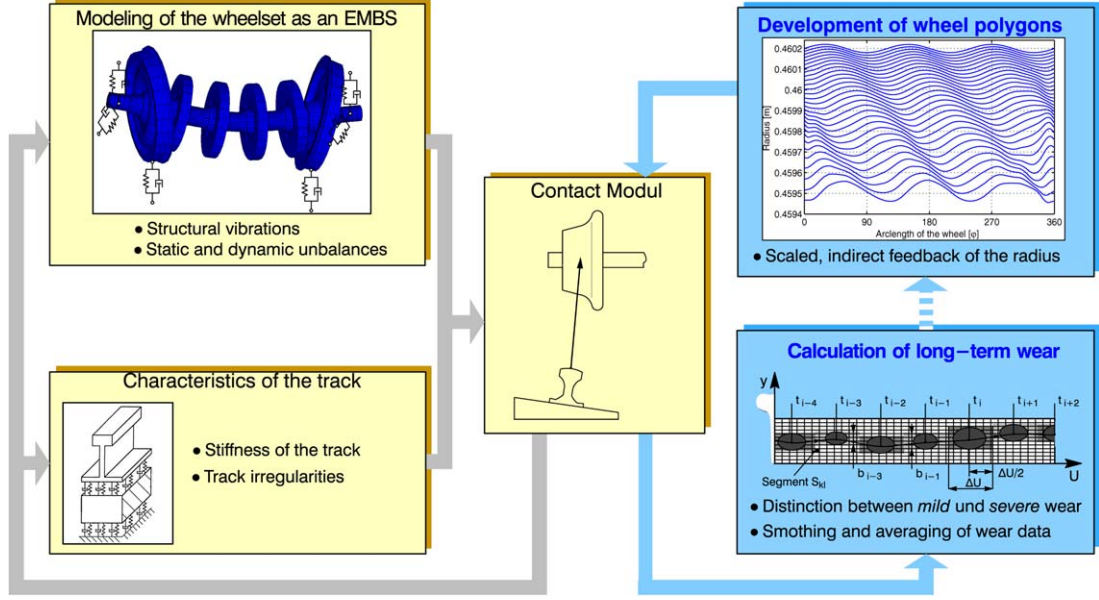 Modeling of the wheelset as an EMBS
● Structural vibrations
● Static and dynamic unbalances
Characteristics of the track
● Stiffness of the track
● Track irregularities
Contact Modul
Development of wheel polygons
Radius [m]
0.4602
0.4601
0.46
0.4599
0.4598
0.4597
0.4596
0.4595
0.4594
0 90 180 270 360
Arclength of the wheel [φ]
● Scaled, indirect feedback of the radius
Calculation of long−term wear
y
t i−4 t i−3 t i−2 t i−1 t i t i+1 t i+2
Segment S kl
b i−3 b i−1 ΔU ΔU/2 U
● Distinction between mild und severe wear
● Smothing and averaging of wear data